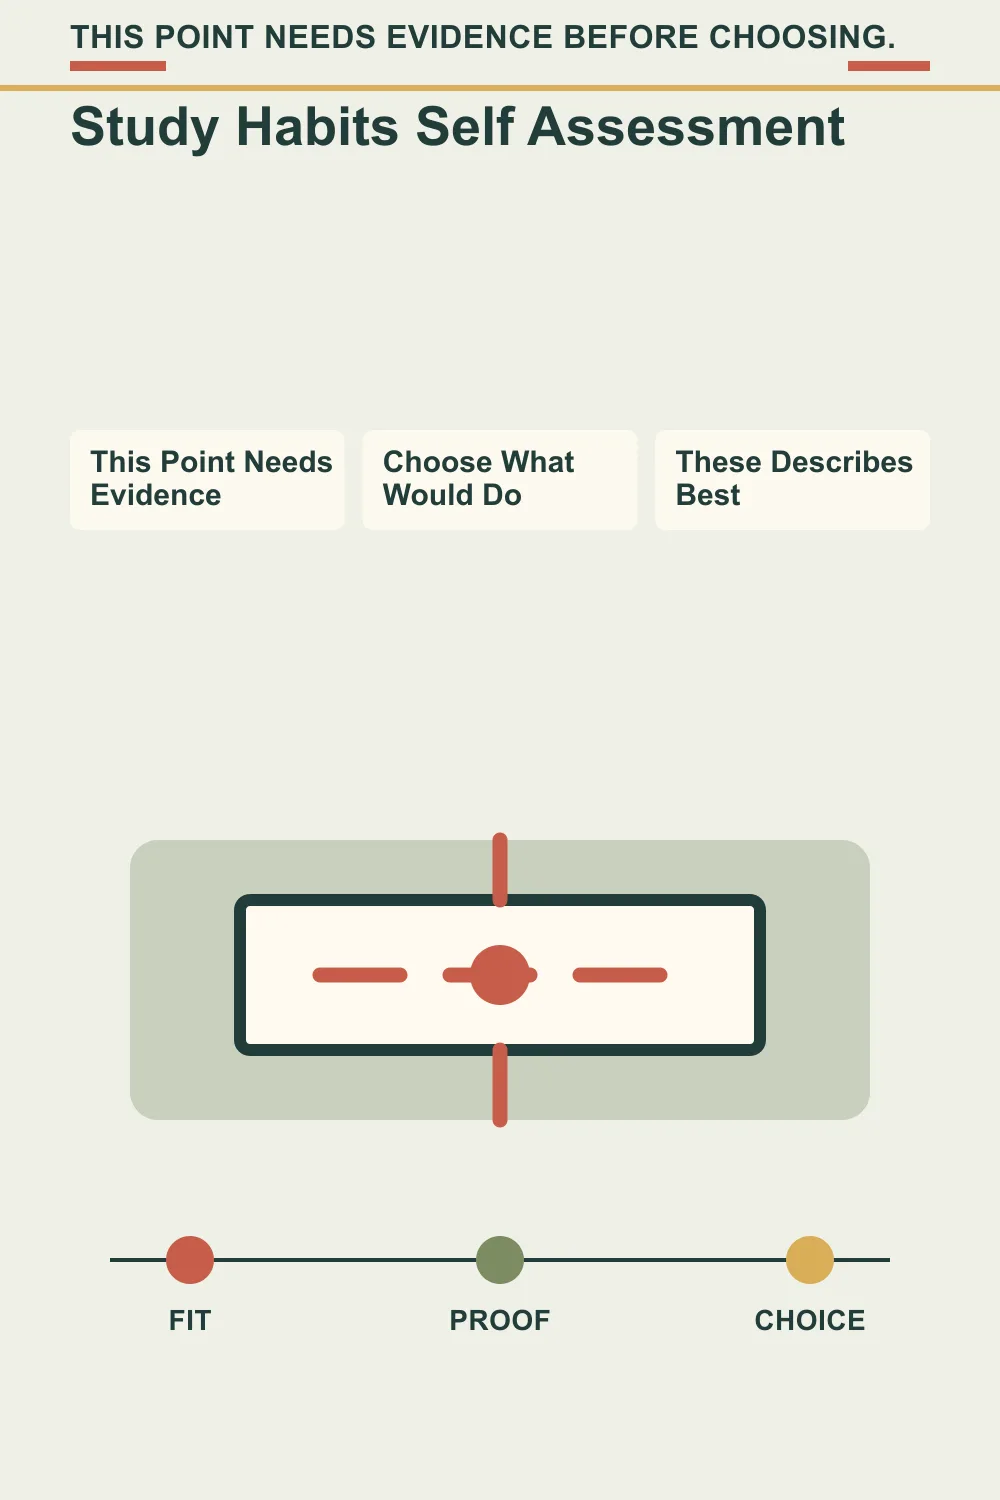 THIS POINT NEEDS EVIDENCE BEFORE CHOOSING.
Study Habits Self Assessment
This Point Needs
Evidence
Choose What
Would Do
These Describes
Best
FIT
PROOF
CHOICE